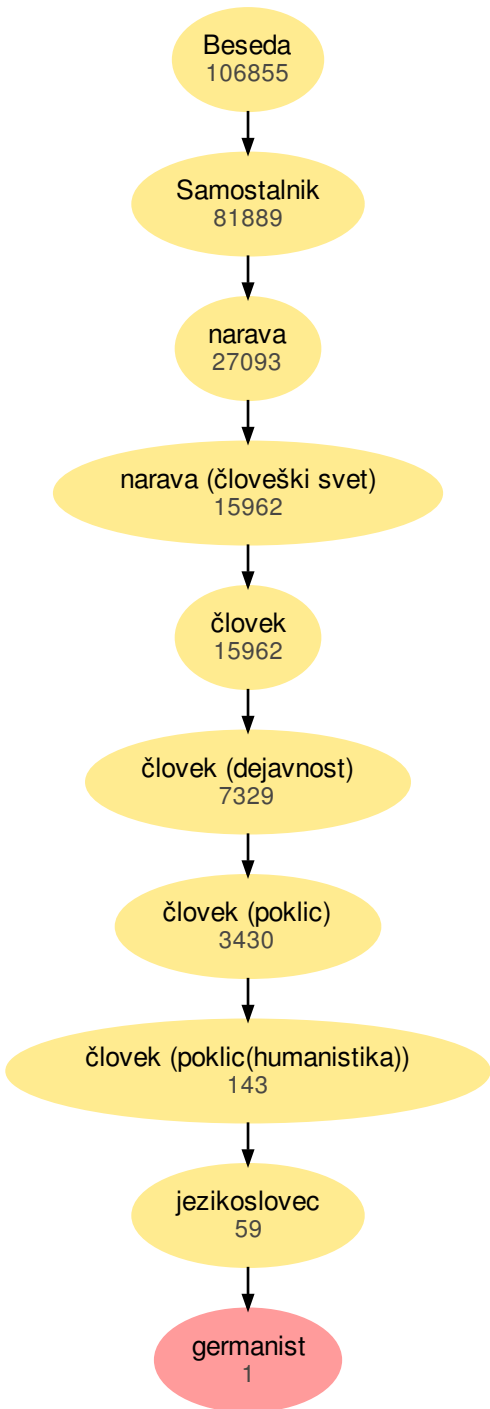 Beseda
106855
Samostalnik
81889
narava
27093
narava (človeški svet)
15962
človek
15962
človek (dejavnost)
7329
človek (poklic)
3430
človek (poklic(humanistika))
143
jezikoslovec
59
germanist
1